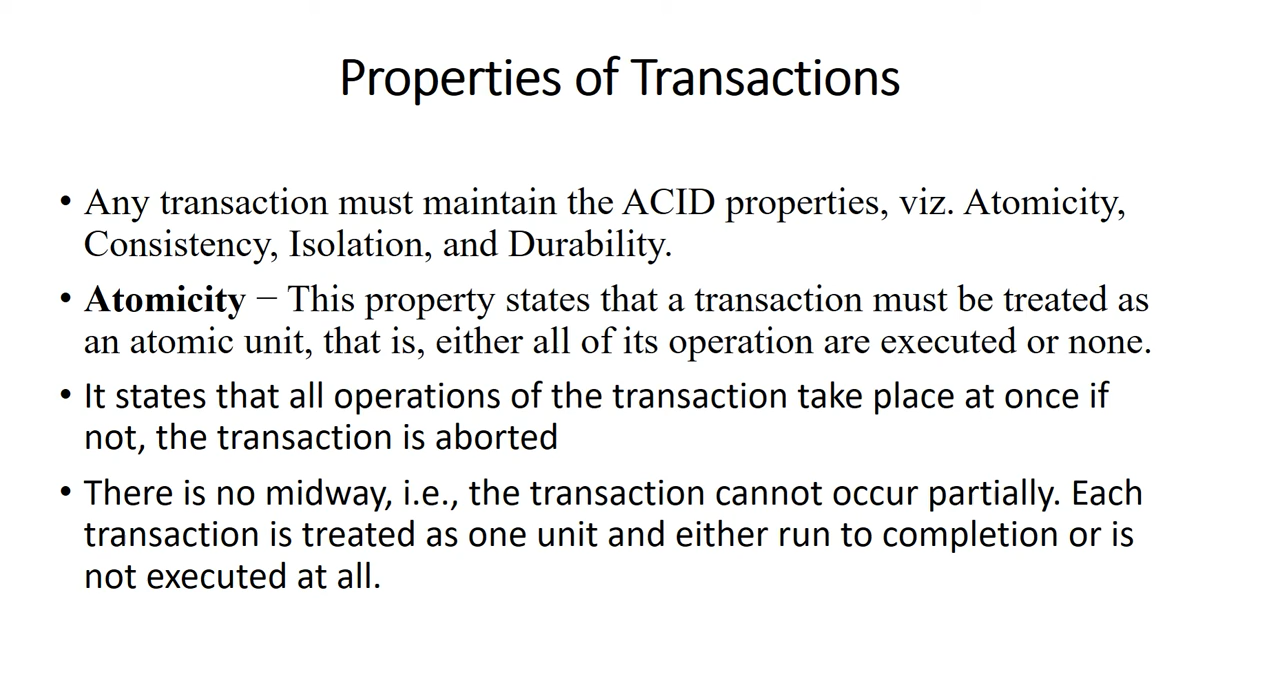 Properties of Transactions
• Any transaction must maintain the ACID properties, viz. Atomicity,
Consistency, Isolation, and Durability.
• Atomicity − This property states that a transaction must be treated as
an atomic unit, that is, either all of its operation are executed or none.
• It states that all operations of the transaction take place at once if
not, the transaction is aborted
• There is no midway, i.e., the transaction cannot occur partially. Each
transaction is treated as one unit and either run to completion or is
not executed at all.